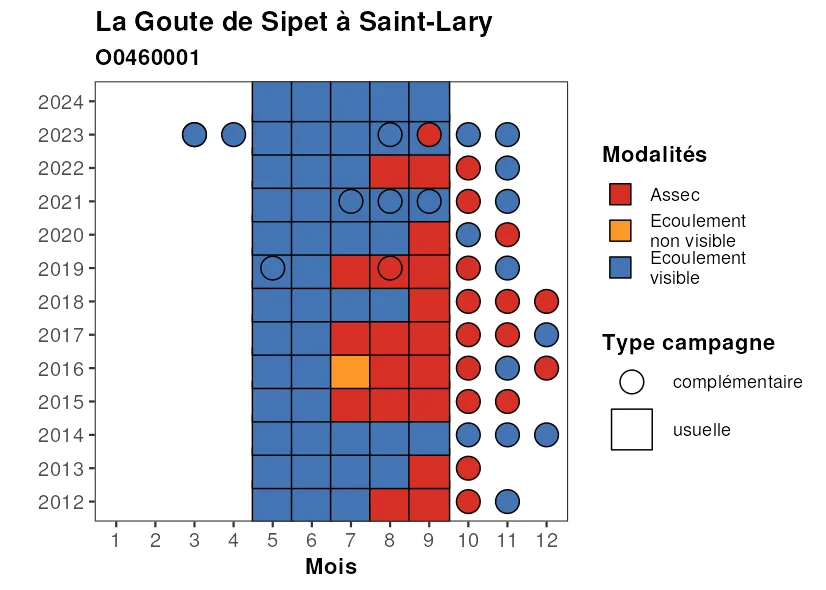 La Goute de Sipet à Saint-Lary
O0460001
2024
2023
2022
2021
2020
2019
2018
2017
2016
2015
2014
2013
2012
1 2 3 4 5 6 7 8 9 10 11 12
Mois
Modalités
Assec
Ecoulement
non visible
Ecoulement
visible
Type campagne
complémentaire
usuelle